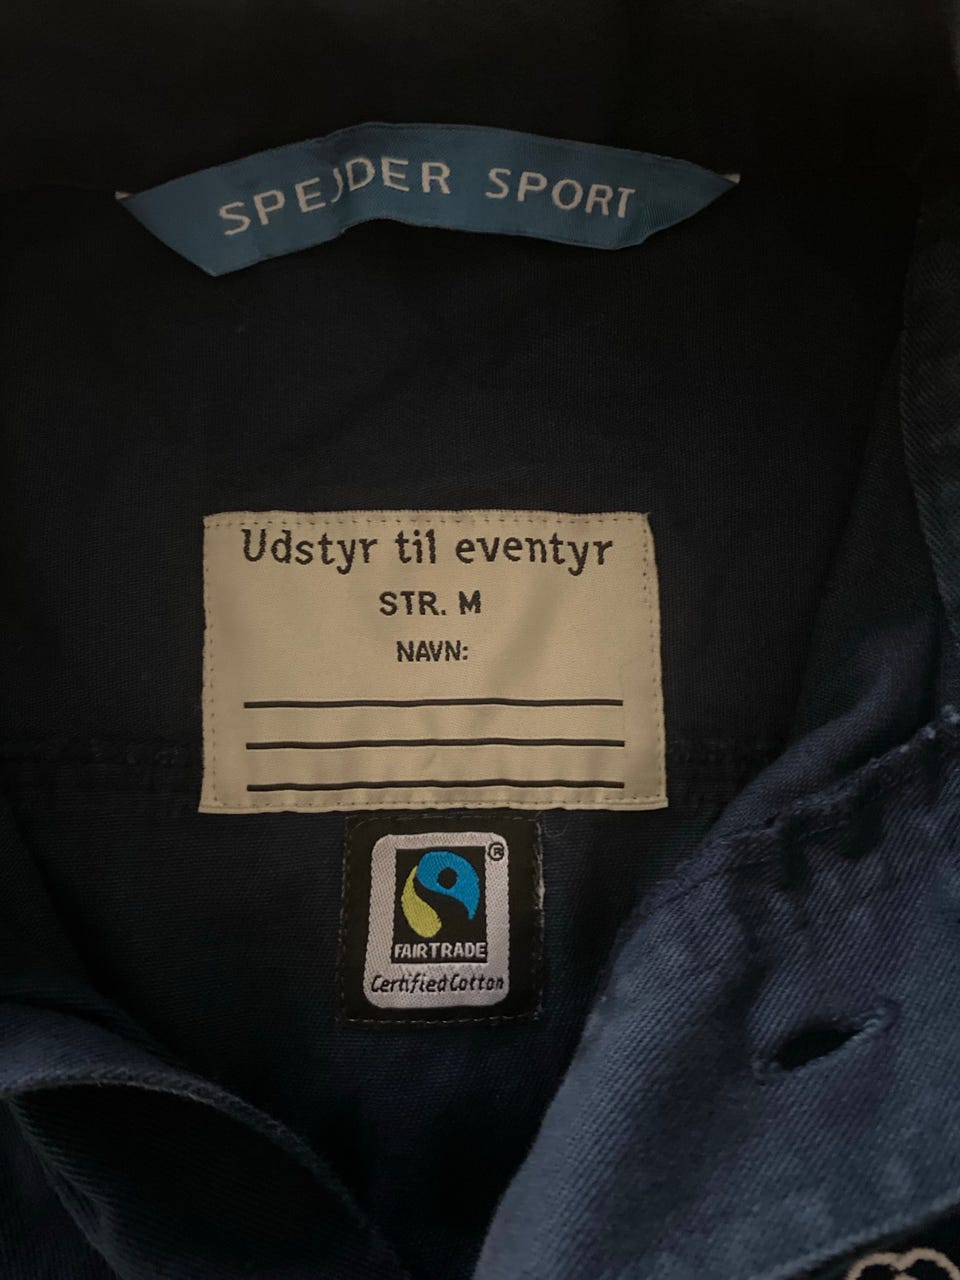 SPEJDER SPORT
Udstyr til eventyr
STR. M
NAVN:
®
FAIRTRADE
Certified Cotton